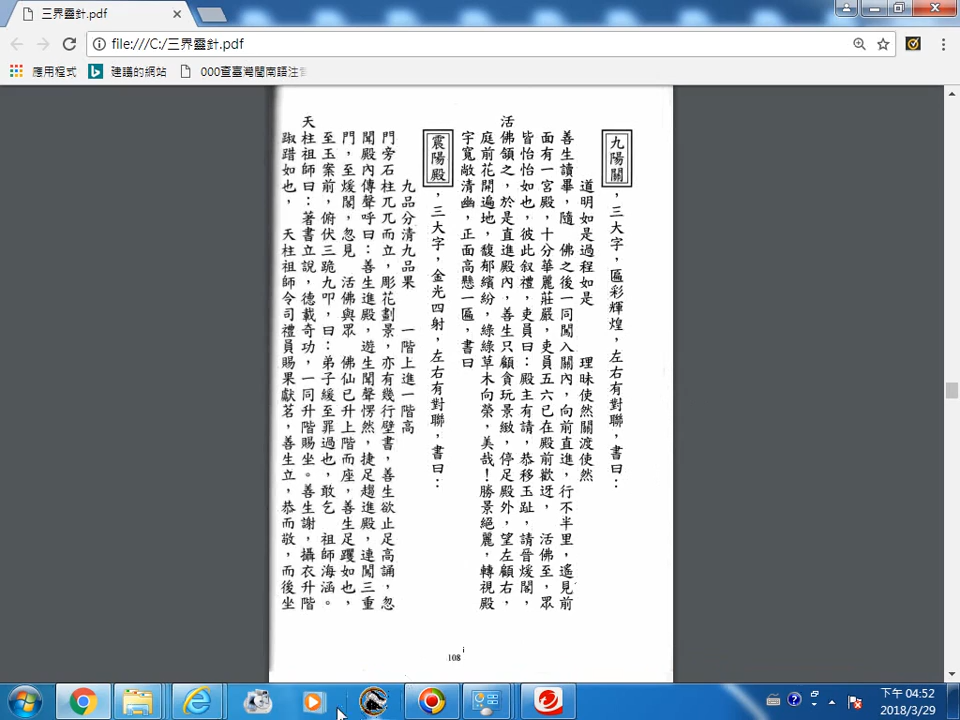 三界靈針.pdf
file:///C:/三界靈針.pdf
應用程式
建議的網站
000查臺灣閩南語注音
九陽關，三大字，匾彩輝煌，左右有對聯，書曰：
道明如是過程如是　理昧使然關渡使然
善生讀畢，隨　佛之後一同闖入關內，向前直進，行不半里，遙見前
面有一宮殿，十分華麗莊嚴，吏員五六已在殿前歡迓，　活佛至，眾
皆怡怡如也，彼此叙禮，吏員曰：殿主有請，恭移玉趾，請晉煖閣，
活佛領之，於是直進殿內，善生只顧貪玩景緻，停足殿外，望左顧右，
庭前花開遍地，馥郁繽紛，綠綠草木向榮，美哉！勝景絕麗，轉視殿
宇寬敞清幽，正面高懸一匾，書曰
震陽殿，三大字，金光四射，左右有對聯，書曰：
九品分清九品果　一階上進一階高
門旁石柱兀兀而立，彫花劃景，亦有幾行壁書，善生欲止足高誦，忽
聞殿內傳聲呼曰：善生進殿，遊生聞聲愕然，捷足趨進殿，連闖三重
門，至煖閣，忽見　活佛與眾　佛仙已升上階而座，善生足躩如也，
至玉案前，俯伏三跪九叩，曰：弟子緩至罪過也，敢乞　祖師海涵。
天柱祖師曰：著書立說，德載奇功，一同升階賜坐。善生謝，攝衣升階
踧踖如也，　天柱祖師令司禮員賜果獻茗，善生立，恭而敬，而後坐
108
下午 04:52
2018/3/29